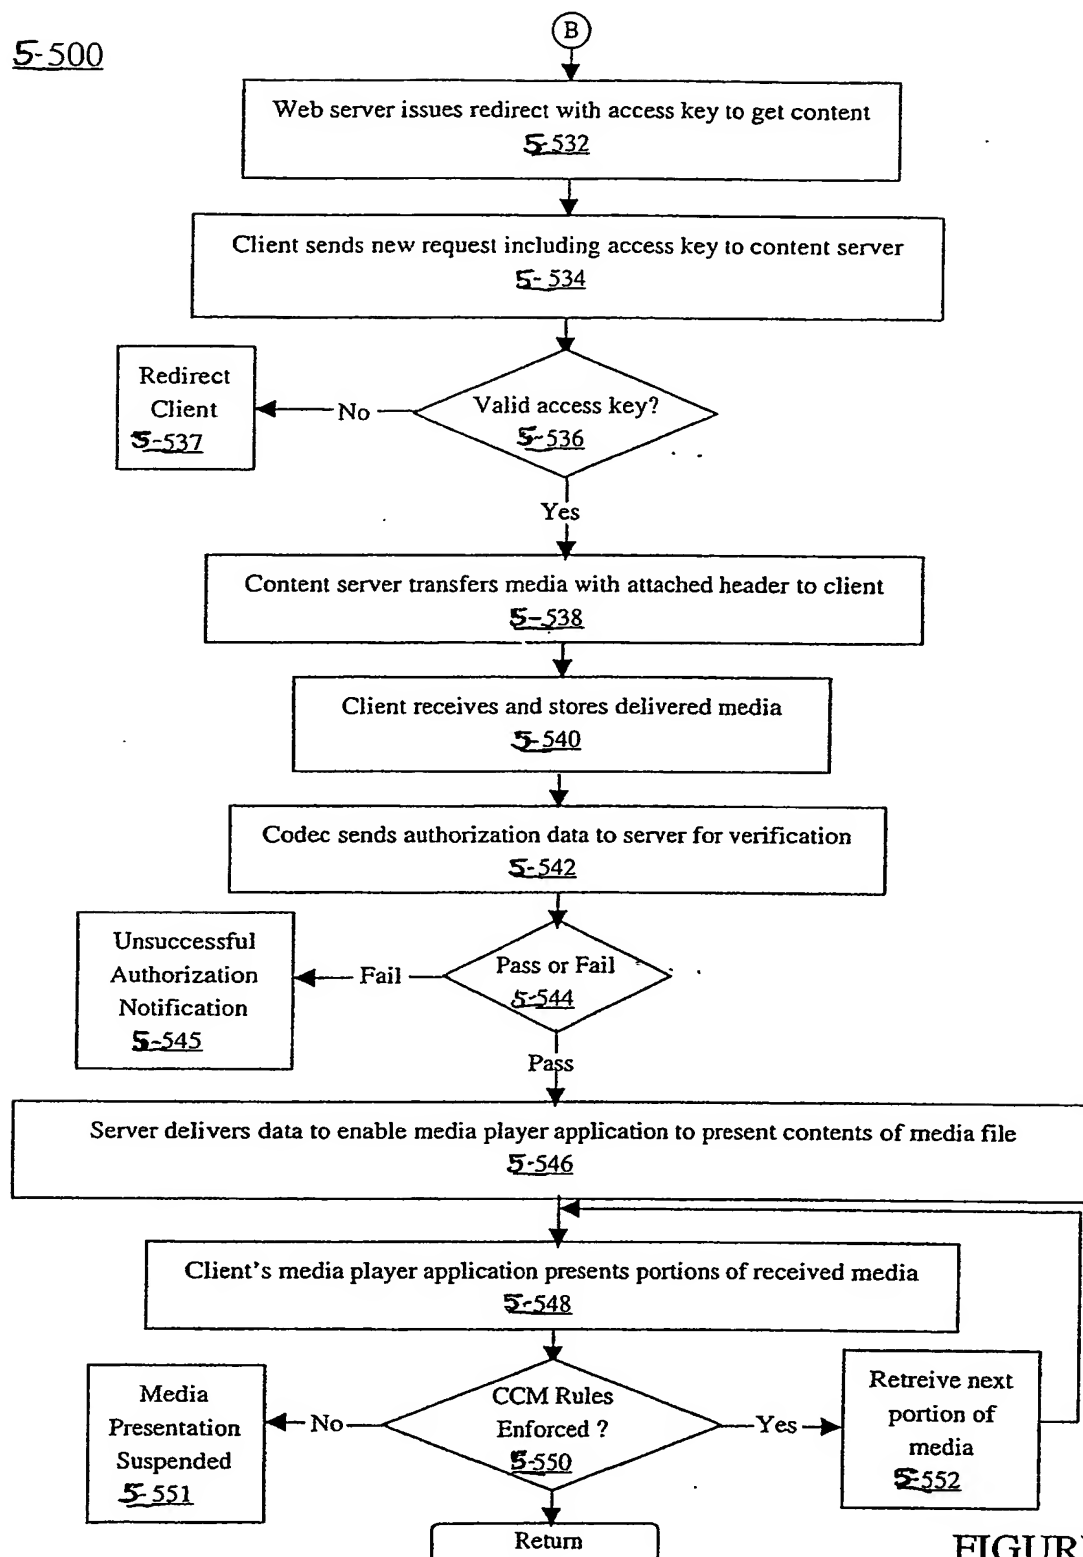 5-500
B
Web server issues redirect with access key to get content
5-532
Client sends new request including access key to content server
5-534
Redirect
Client
5-537
No
Valid access key?
5-536
Yes
Content server transfers media with attached header to client
5-538
Client receives and stores delivered media
5-540
Codec sends authorization data to server for verification
5-542
Unsuccessful
Authorization
Notification
5-545
Fail
Pass or Fail
5-544
Pass
Server delivers data to enable media player application to present contents of media file
5-546
Client's media player application presents portions of received media
5-548
Media
Presentation
Suspended
5-551
No
CCM Rules
Enforced ?
5-550
Yes
Retreive next
portion of
media
5-552
Return
FIGUR